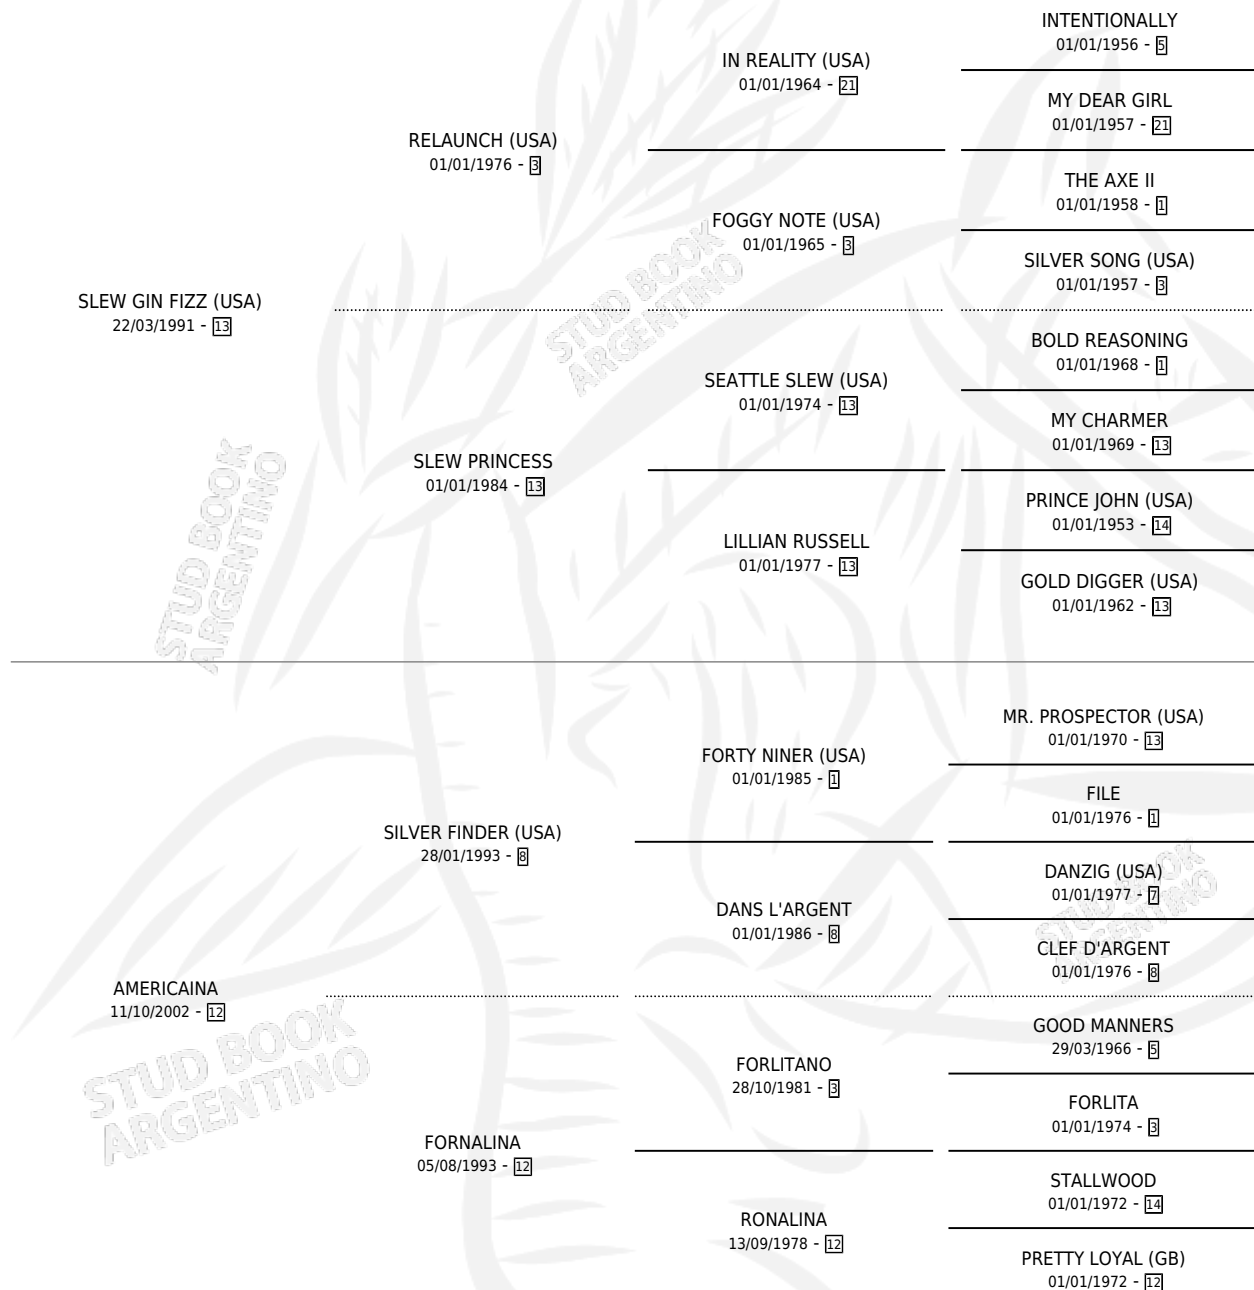 INTENTIONALLY
01/01/1956 - 5
IN REALITY (USA)
01/01/1964 - 21
MY DEAR GIRL
01/01/1957 - 21
RELAUNCH (USA)
01/01/1976 - 3
THE AXE II
01/01/1958 - 1
FOGGY NOTE (USA)
01/01/1965 - 3
SILVER SONG (USA)
01/01/1957 - 3
SLEW GIN FIZZ (USA)
22/03/1991 - 13
BOLD REASONING
01/01/1968 - 1
SEATTLE SLEW (USA)
01/01/1974 - 13
MY CHARMER
01/01/1969 - 13
SLEW PRINCESS
01/01/1984 - 13
PRINCE JOHN (USA)
01/01/1953 - 14
LILLIAN RUSSELL
01/01/1977 - 13
GOLD DIGGER (USA)
01/01/1962 - 13
STUD BOOK
ARGENTINO
STUD BOOK
ARGENTINO
MR. PROSPECTOR (USA)
01/01/1970 - 13
FORTY NINER (USA)
01/01/1985 - 1
FILE
01/01/1976 - 1
SILVER FINDER (USA)
28/01/1993 - 8
DANZIG (USA)
01/01/1977 - 7
DANS L'ARGENT
01/01/1986 - 8
CLEF D'ARGENT
01/01/1976 - 8
AMERICAINA
11/10/2002 - 12
GOOD MANNERS
29/03/1966 - 5
FORLITANO
28/10/1981 - 3
FORLITA
01/01/1974 - 3
FORNALINA
05/08/1993 - 12
STALLWOOD
01/01/1972 - 14
RONALINA
13/09/1978 - 12
PRETTY LOYAL (GB)
01/01/1972 - 12
STUD BOOK
ARGENTINO
STUD BOOK
ARGENTINO